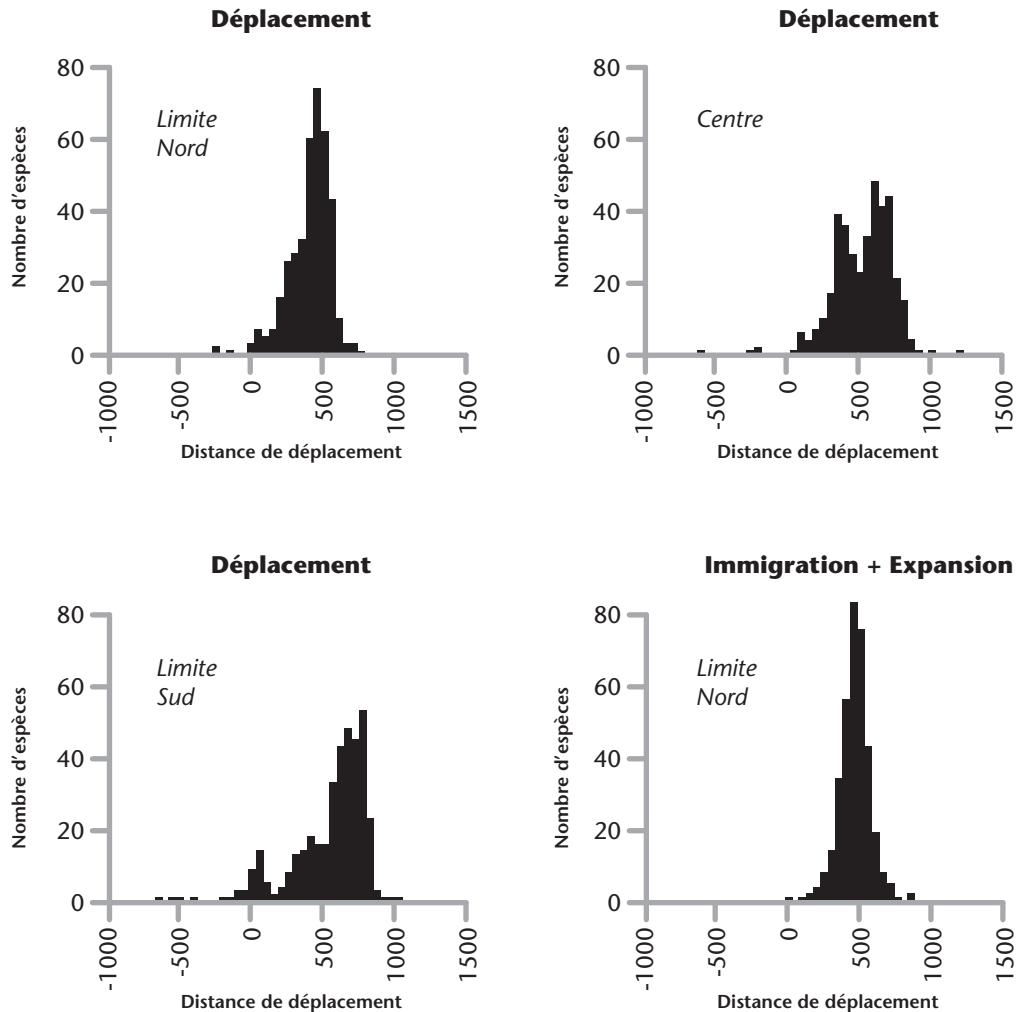 Déplacement
80
60
40
20
0
Nombre d'espèces
Limite
Nord
-1000
-500
0
500
1000
1500
Distance de déplacement
Déplacement
80
60
40
20
0
Nombre d'espèces
Centre
-1000
-500
0
500
1000
1500
Distance de déplacement
Déplacement
80
60
40
20
0
Nombre d'espèces
Limite
Sud
-1000
-500
0
500
1000
1500
Distance de déplacement
Immigration + Expansion
80
60
40
20
0
Nombre d'espèces
Limite
Nord
-1000
-500
0
500
1000
1500
Distance de déplacement